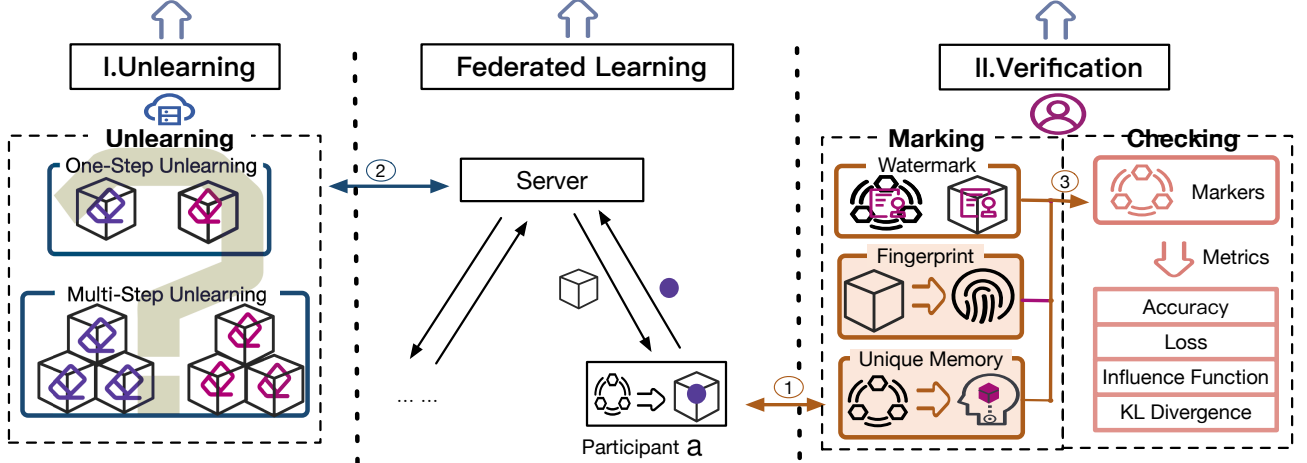 I.Unlearning
Federated Learning
II.Verification
Unlearning
One-Step Unlearning
Multi-Step Unlearning
2
Server
... ...
Participant a
1
Marking
Watermark
Fingerprint
Unique Memory
3
Checking
Markers
Metrics
Accuracy
Loss
Influence Function
KL Divergence